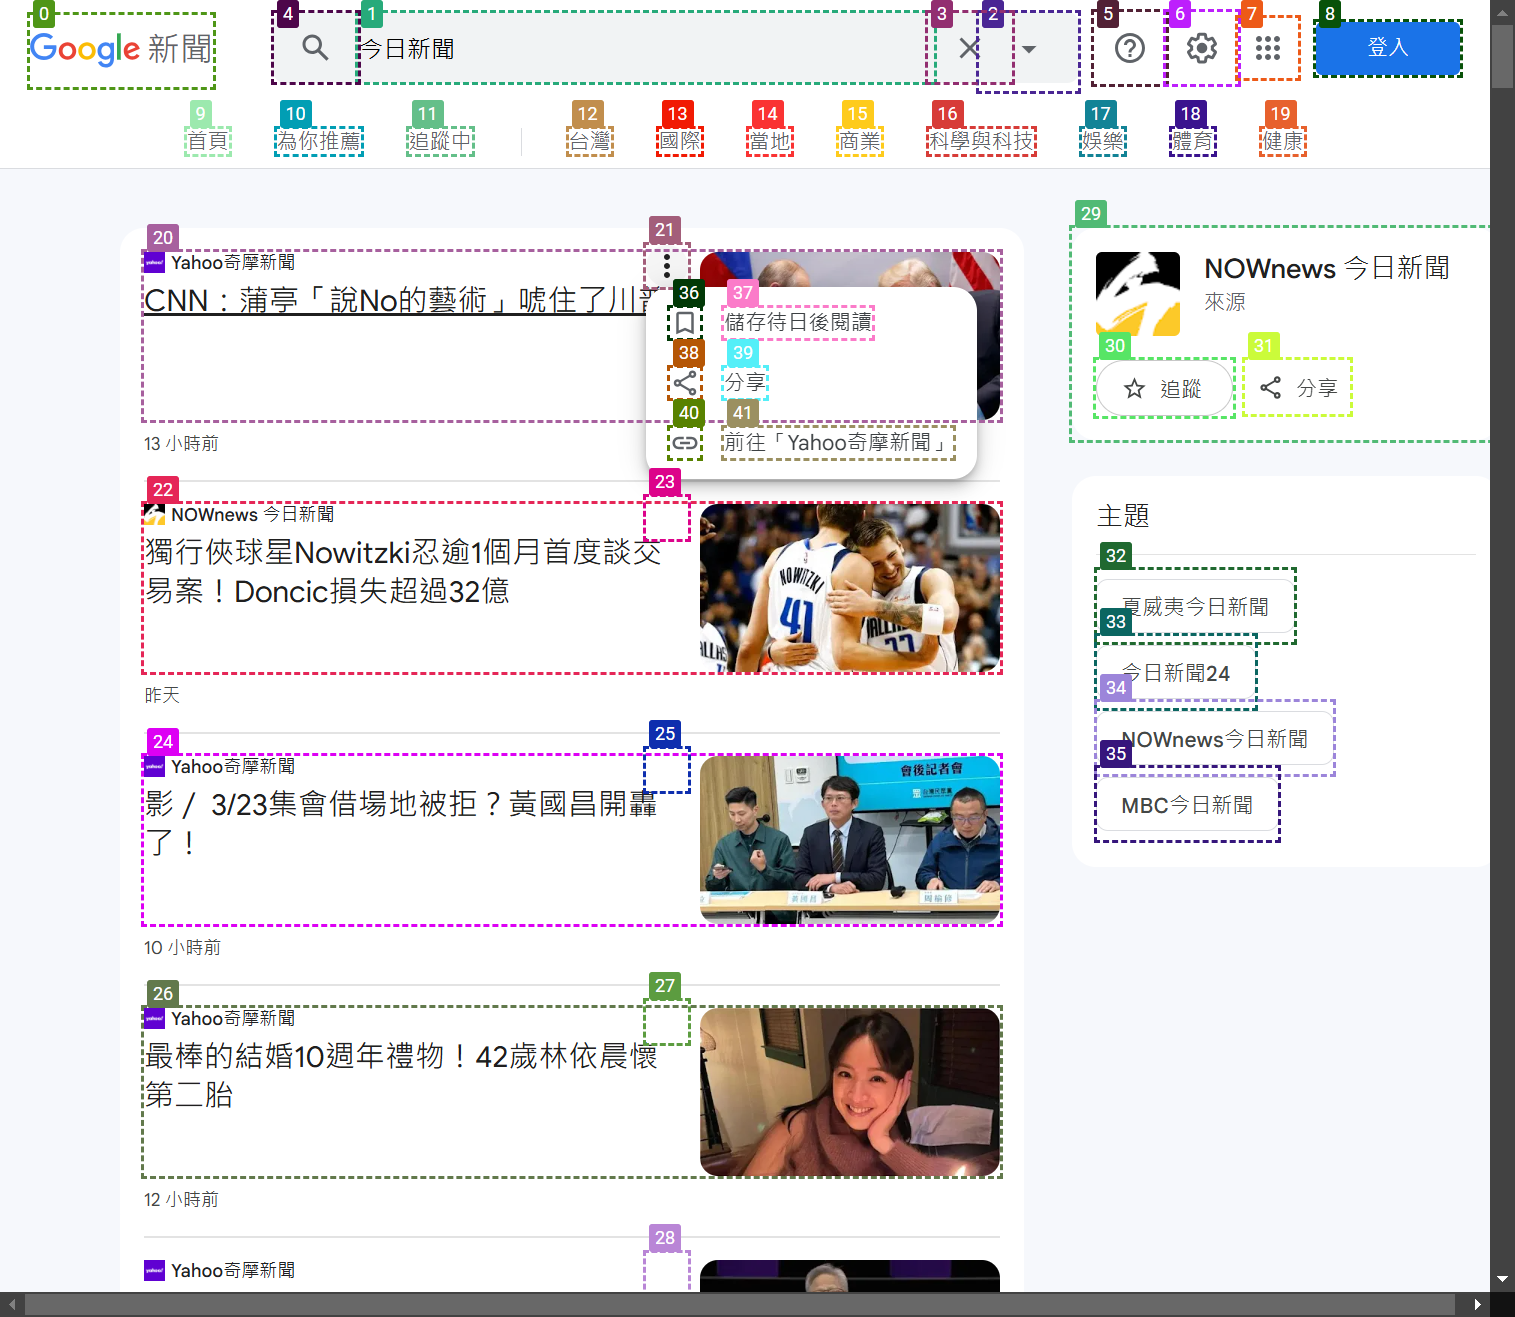 Google 新聞
今日新聞
登入
首頁
為你推薦
追蹤中
台灣
國際
當地
商業
科學與科技
娛樂
體育
健康
Yahoo奇摩新聞
CNN：蒲亭「說No的藝術」唬住了川
儲存待日後閱讀
分享
前往「Yahoo奇摩新聞」
13 小時前
NOWnews 今日新聞
獨行俠球星Nowitzki忍逾1個月首度談交
易案！Doncic損失超過32億
NOWITZKI
41
77
昨天
Yahoo奇摩新聞
影／ 3/23集會借場地被拒？黃國昌開轟
了！
會後記者會
台灣民眾黨
黃國昌
10 小時前
Yahoo奇摩新聞
最棒的結婚10週年禮物！42歲林依晨懷
第二胎
12 小時前
Yahoo奇摩新聞
NOWnews 今日新聞
來源
追蹤
分享
主題
夏威夷今日新聞
今日新聞24
NOWnews今日新聞
MBC今日新聞
0
1
2
3
4
5
6
7
8
9
10
11
12
13
14
15
16
17
18
19
20
21
22
23
24
25
26
27
28
29
30
31
32
33
34
35
36
37
38
39
40
41